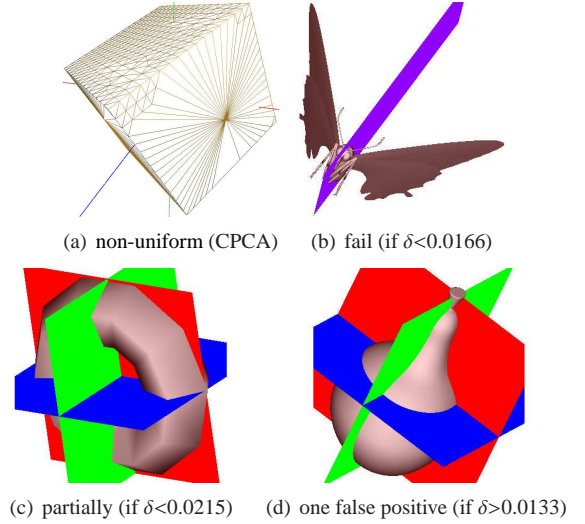 (a) non-uniform (CPCA)
(b) fail (if δ<0.0166)
(c) partially (if δ<0.0215)
(d) one false positive (if δ>0.0133)